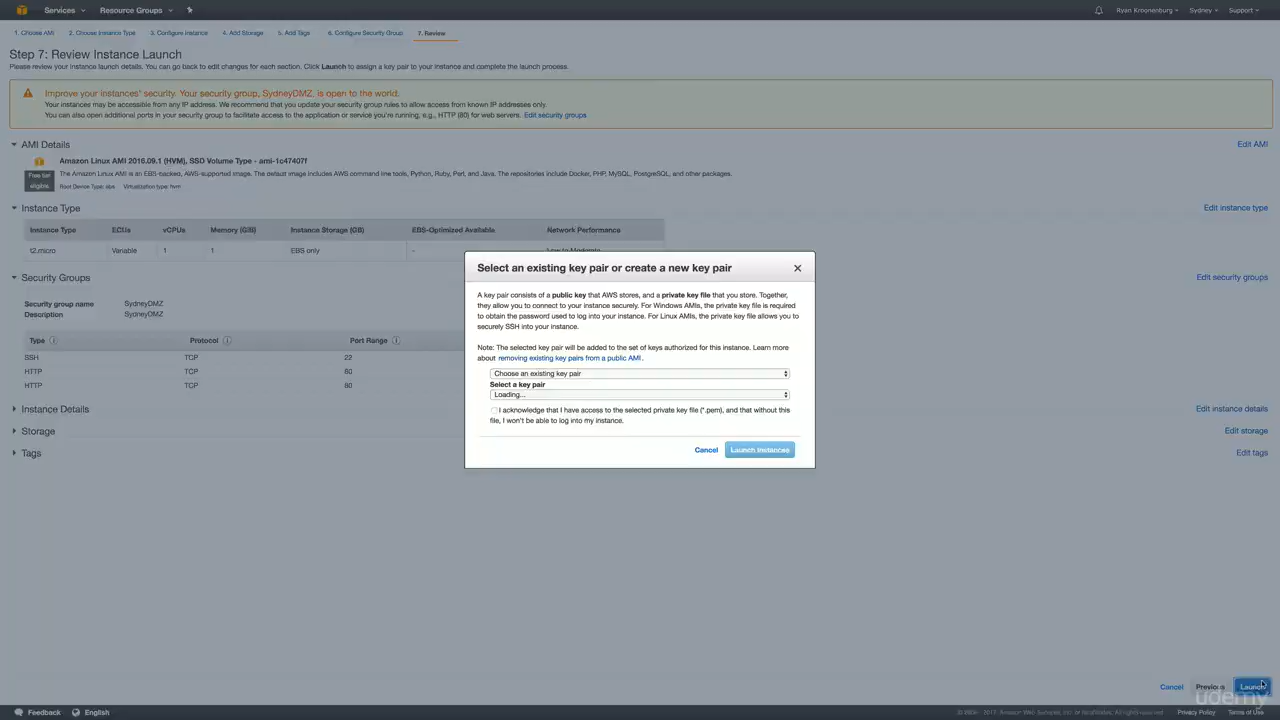 Services
Resource Groups
Ryan Kroonenburg
Sydney
Support
1. Choose AMI
2. Choose Instance Type
3. Configure Instance
4. Add Storage
5. Add Tags
6. Configure Security Group
7. Review
Step 7: Review Instance Launch
Please review your instance launch details. You can go back to edit changes for each section. Click Launch to assign a key pair to your instance and complete the launch process.
Improve your instances' security. Your security group, SydneyDMZ, is open to the world.
Your instances may be accessible from any IP address. We recommend that you update your security group rules to allow access from known IP addresses only.
You can also open additional ports in your security group to facilitate access to the application or service you're running, e.g., HTTP (80) for web servers. Edit security groups
AMI Details
Edit AMI
Amazon Linux AMI 2016.09.1 (HVM), SSD Volume Type - ami-1c47407f
Free tier
eligible
The Amazon Linux AMI is an EBS-backed, AWS-supported image. The default image includes AWS command line tools, Python, Ruby, Perl, and Java. The repositories include Docker, PHP, MySQL, PostgreSQL, and other packages.
Root Device Type: ebs Virtualization type: hvm
Instance Type
Edit instance type
Instance Type ECUs vCPUs Memory (GiB) Instance Storage (GB) EBS-Optimized Available Network Performance
t2.micro Variable 1 1 EBS only - Low to Moderate
Security Groups
Edit security groups
Security group name SydneyDMZ
Description SydneyDMZ
Type Protocol Port Range
SSH TCP 22
HTTP TCP 80
HTTP TCP 80
Instance Details
Edit instance details
Storage
Edit storage
Tags
Edit tags
Select an existing key pair or create a new key pair
A key pair consists of a public key that AWS stores, and a private key file that you store. Together,
they allow you to connect to your instance securely. For Windows AMIs, the private key file is required
to obtain the password used to log into your instance. For Linux AMIs, the private key file allows you to
securely SSH into your instance.
Note: The selected key pair will be added to the set of keys authorized for this instance. Learn more
about removing existing key pairs from a public AMI .
Choose an existing key pair
Select a key pair
Loading...
I acknowledge that I have access to the selected private key file (*.pem), and that without this
file, I won't be able to log into my instance.
Cancel
Launch Instances
Cancel
Previous
Launch
udemy
Feedback
English
© 2008 - 2017, Amazon Web Services, Inc. or its affiliates. All rights reserved.
Privacy Policy
Terms of Use